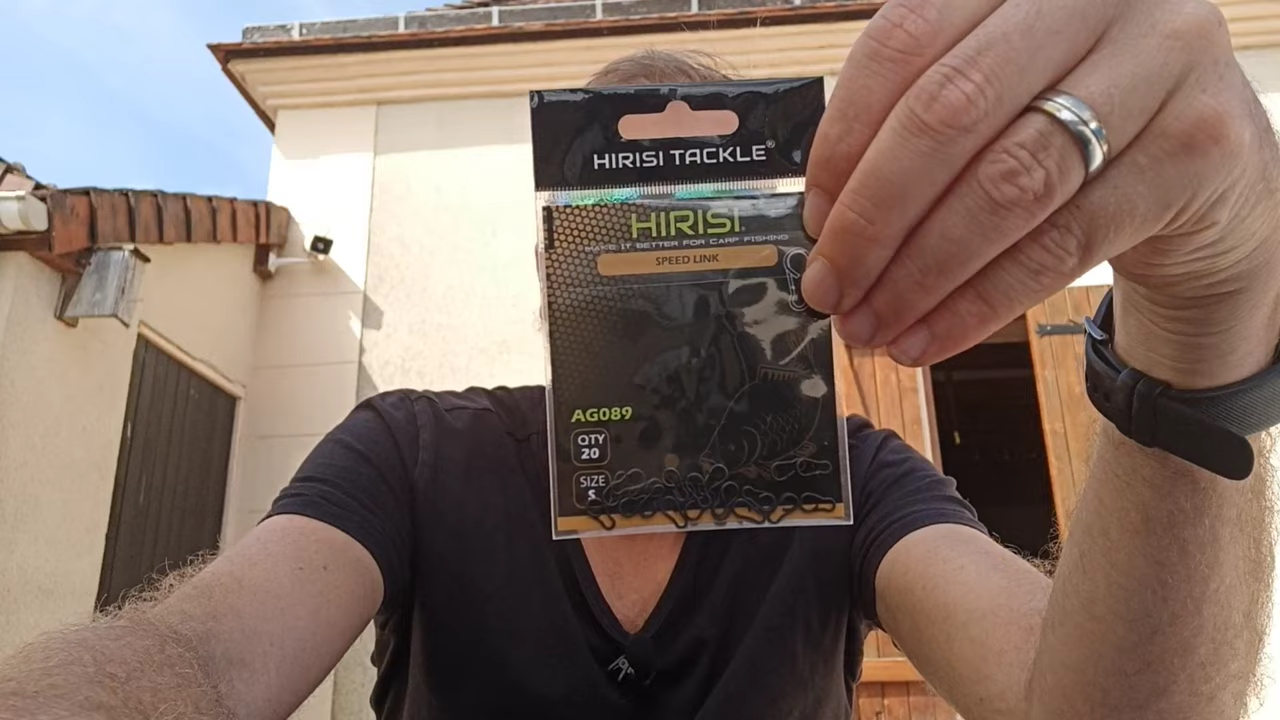 HIRISI TACKLE®
HIRISI
MAKE IT BETTER FOR CARP FISHING
SPEED LINK
AG089
QTY
20
SIZE
S